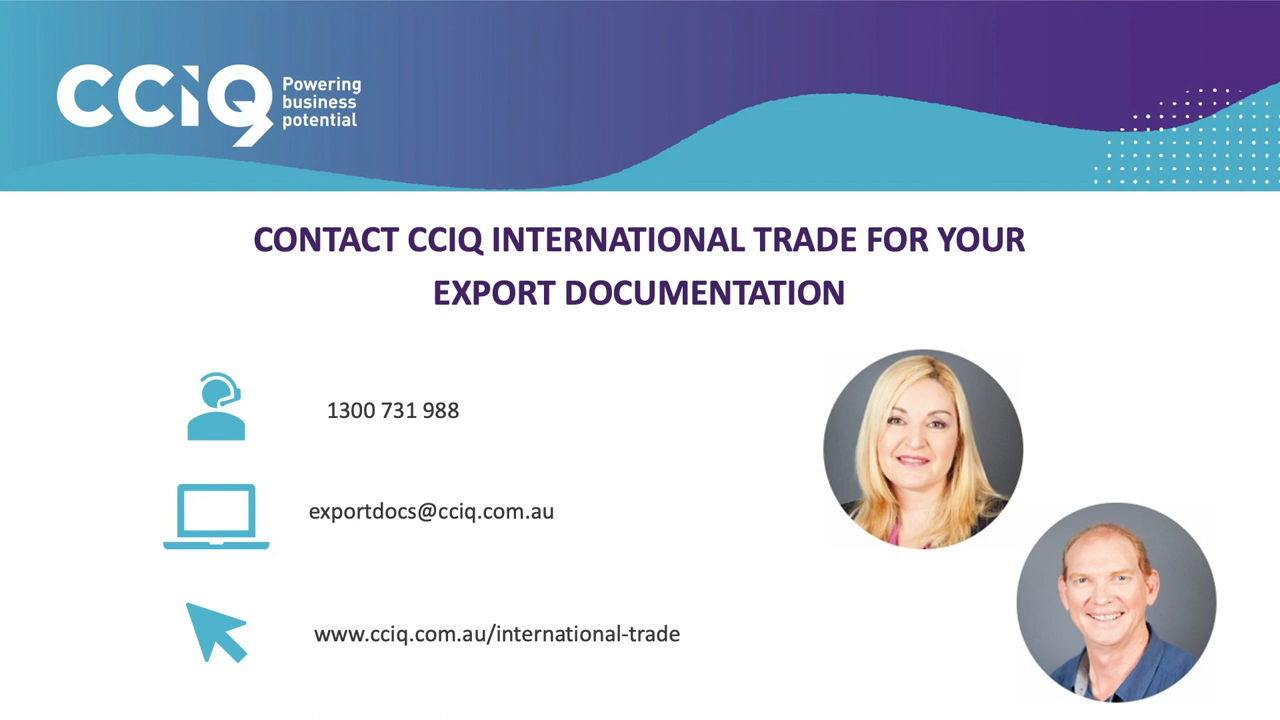 CCiQ
Powering
business
potential
CONTACT CCIQ INTERNATIONAL TRADE FOR YOUR
EXPORT DOCUMENTATION
1300 731 988
exportdocs@cciq.com.au
www.cciq.com.au/international-trade